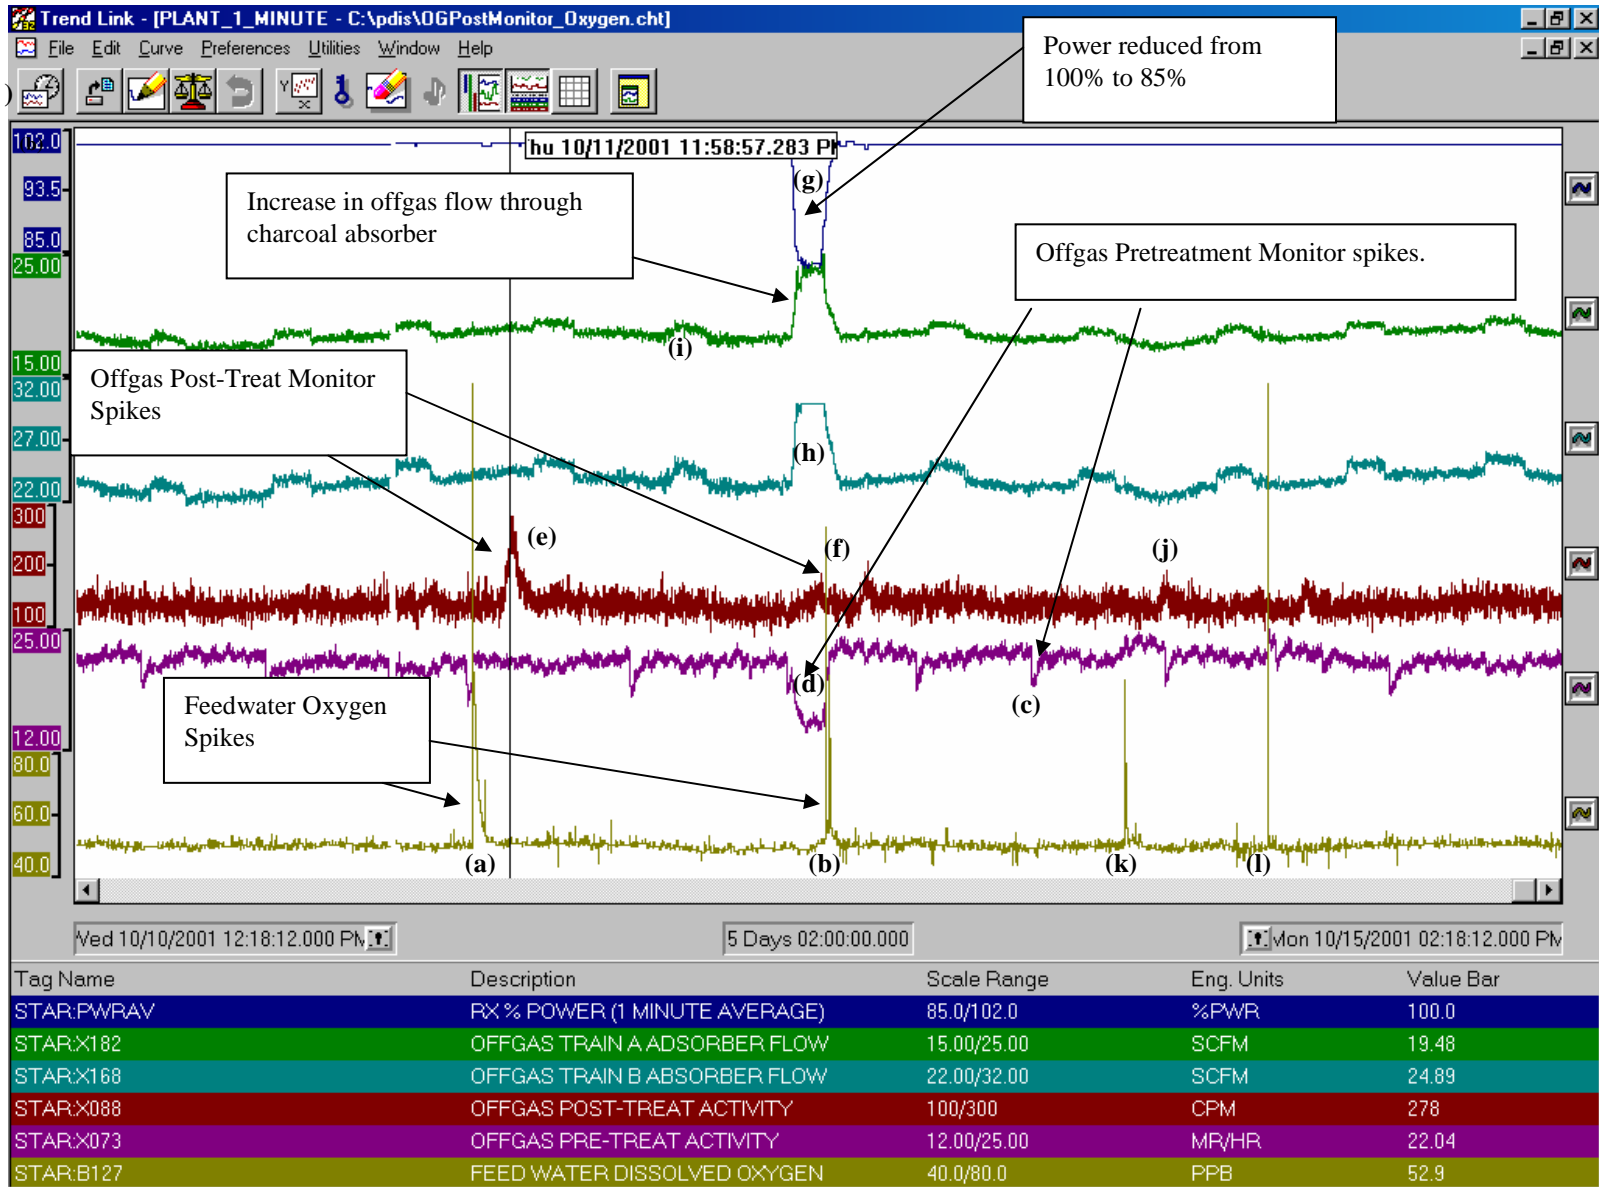 Trend Link - [PLANT_1_MINUTE - C:\pdis\OGPostMonitor_Oxygen.cht]
File Edit Curve Preferences Utilities Window Help
)
Power reduced from
100% to 85%
hu 10/11/2001 11:58:57.283 PM
Increase in offgas flow through
charcoal absorber
Offgas Pretreatment Monitor spikes.
Offgas Post-Treat Monitor
Spikes
Feedwater Oxygen
Spikes
102.0
93.5
85.0
25.00
15.00
32.00
27.00
22.00
300
200
100
25.00
12.00
80.0
60.0
40.0
(g)
(i)
(h)
(e)
(f)
(j)
(d)
(c)
(a)
(b)
(k)
(l)
Wed 10/10/2001 12:18:12.000 PM
5 Days 02:00:00.000
Mon 10/15/2001 02:18:12.000 PM
Tag Name Description Scale Range Eng. Units Value Bar
STAR:PWRAV RX % POWER (1 MINUTE AVERAGE) 85.0/102.0 %PWR 100.0
STAR:X182 OFFGAS TRAIN A ADSORBER FLOW 15.00/25.00 SCFM 19.48
STAR:X168 OFFGAS TRAIN B ABSORBER FLOW 22.00/32.00 SCFM 24.89
STAR:X088 OFFGAS POST-TREAT ACTIVITY 100/300 CPM 278
STAR:X073 OFFGAS PRE-TREAT ACTIVITY 12.00/25.00 MR/HR 22.04
STAR:B127 FEED WATER DISSOLVED OXYGEN 40.0/80.0 PPB 52.9